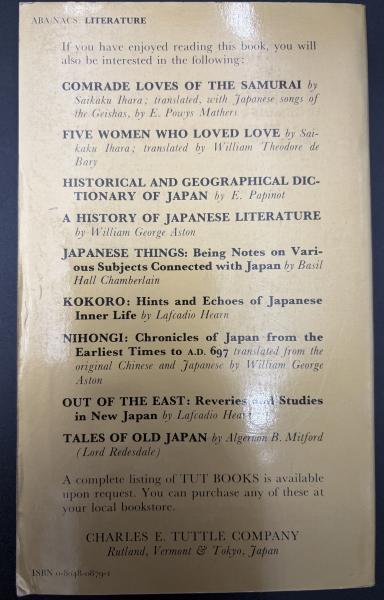 ABA/NACS: LITERATURE
If you have enjoyed reading this book, you will
also be interested in the following:
COMRADE LOVES OF THE SAMURAI by
Saikaku Ihara; translated, with Japanese songs of
the Geishas, by E. Powys Mathers
FIVE WOMEN WHO LOVED LOVE by Sai-
kaku Ihara; translated by William Theodore de
Bary
HISTORICAL AND GEOGRAPHICAL DIC-
TIONARY OF JAPAN by E. Papinot
A HISTORY OF JAPANESE LITERATURE
by William George Aston
JAPANESE THINGS: Being Notes on Vari-
ous Subjects Connected with Japan by Basil
Hall Chamberlain
KOKORO: Hints and Echoes of Japanese
Inner Life by Lafcadio Hearn
NIHONGI: Chronicles of Japan from the
Earliest Times to A.D. 697 translated from the
original Chinese and Japanese by William George
Aston
OUT OF THE EAST: Reveries and Studies
in New Japan by Lafcadio Hearn
TALES OF OLD JAPAN by Algernon B. Mitford
(Lord Redesdale)
A complete listing of TUT BOOKS is available
upon request. You can purchase any of these at
your local bookstore.
CHARLES E. TUTTLE COMPANY
Rutland, Vermont & Tokyo, Japan
ISBN 0-8048-0879-1